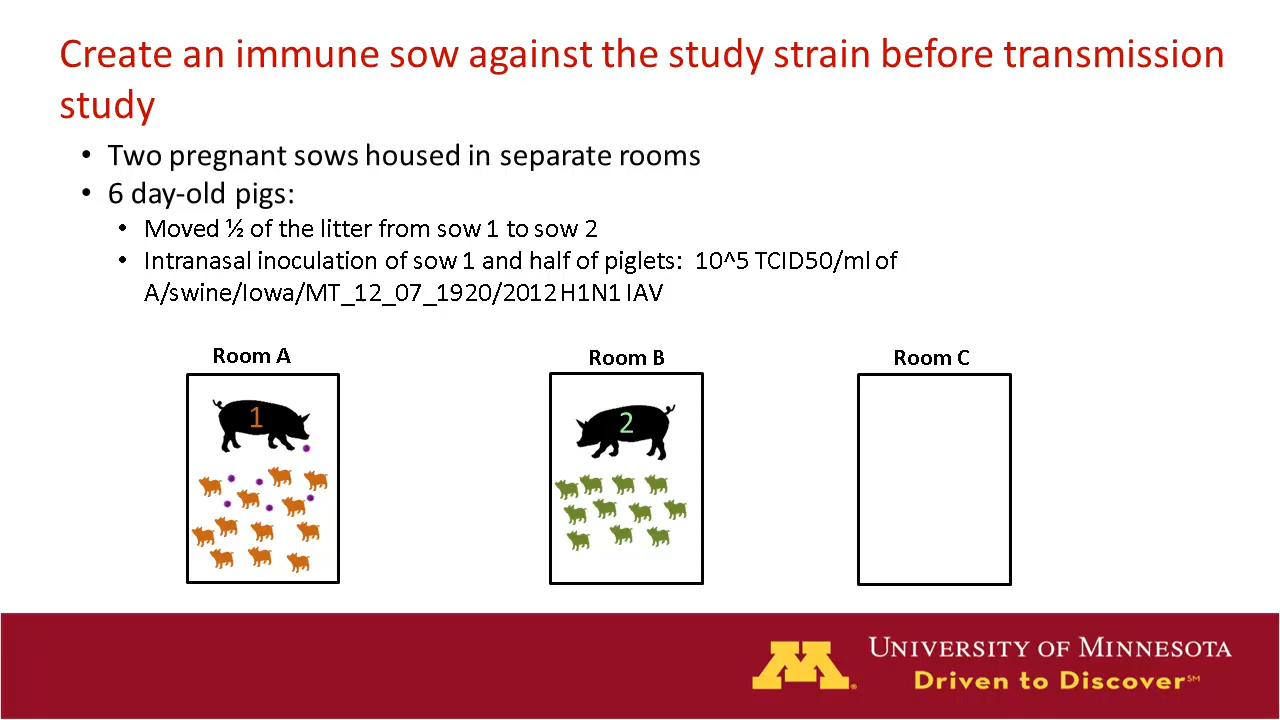 Create an immune sow against the study strain before transmission
study
• Two pregnant sows housed in separate rooms
• 6 day-old pigs:
• Moved ½ of the litter from sow 1 to sow 2
• Intranasal inoculation of sow 1 and half of piglets: 10^5 TCID50/ml of
A/swine/Iowa/MT_12_07_1920/2012 H1N1 IAV
Room A
Room B
Room C
1
2
M
UNIVERSITY OF MINNESOTA
Driven to Discover℠